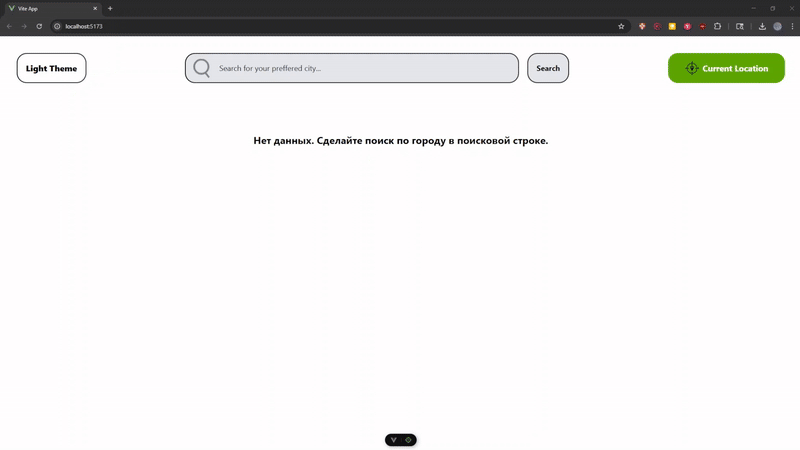 Vite App
localhost:5173
Light Theme
Search for your preffered city...
Search
Current Location
Нет данных. Сделайте поиск по городу в поисковой строке.